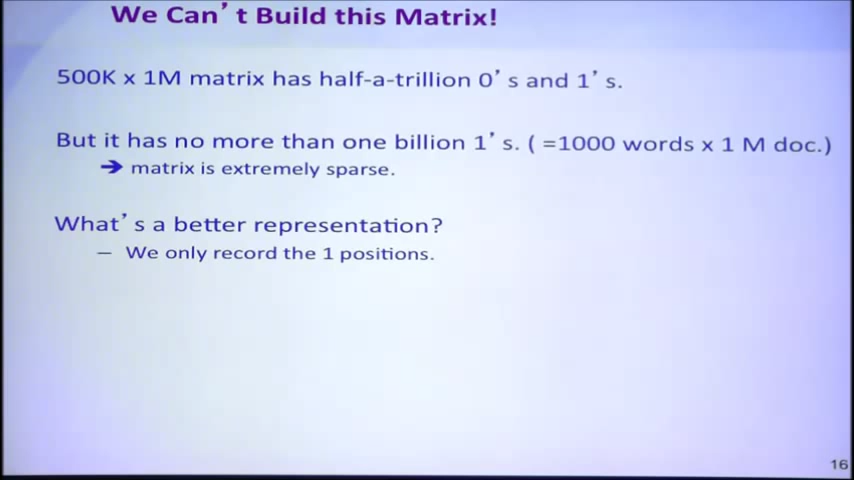 We Can't Build this Matrix!
500K x 1M matrix has half-a-trillion 0's and 1's.
But it has no more than one billion 1's. ( =1000 words x 1 M doc.)
➔ matrix is extremely sparse.
What's a better representation?
– We only record the 1 positions.
16